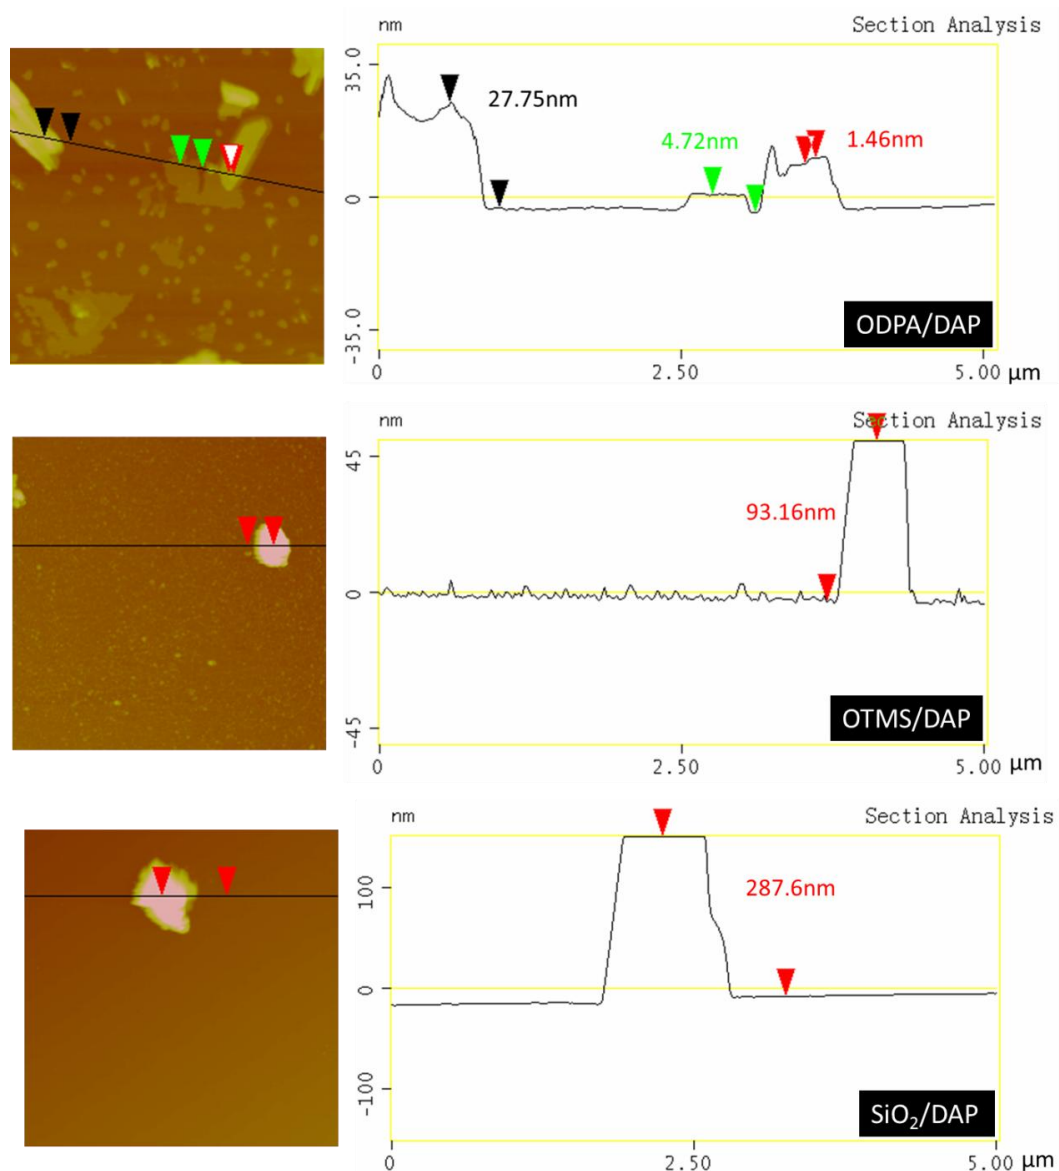 nm
Section Analysis
35.0
0
-35.0
27.75nm
4.72nm
1.46nm
ODPA/DAP
0
2.50
5.00 μm
nm
Section Analysis
45
0
-45
93.16nm
OTMS/DAP
0
2.50
5.00 μm
nm
Section Analysis
100
0
-100
287.6nm
SiO₂/DAP
0
2.50
5.00 μm